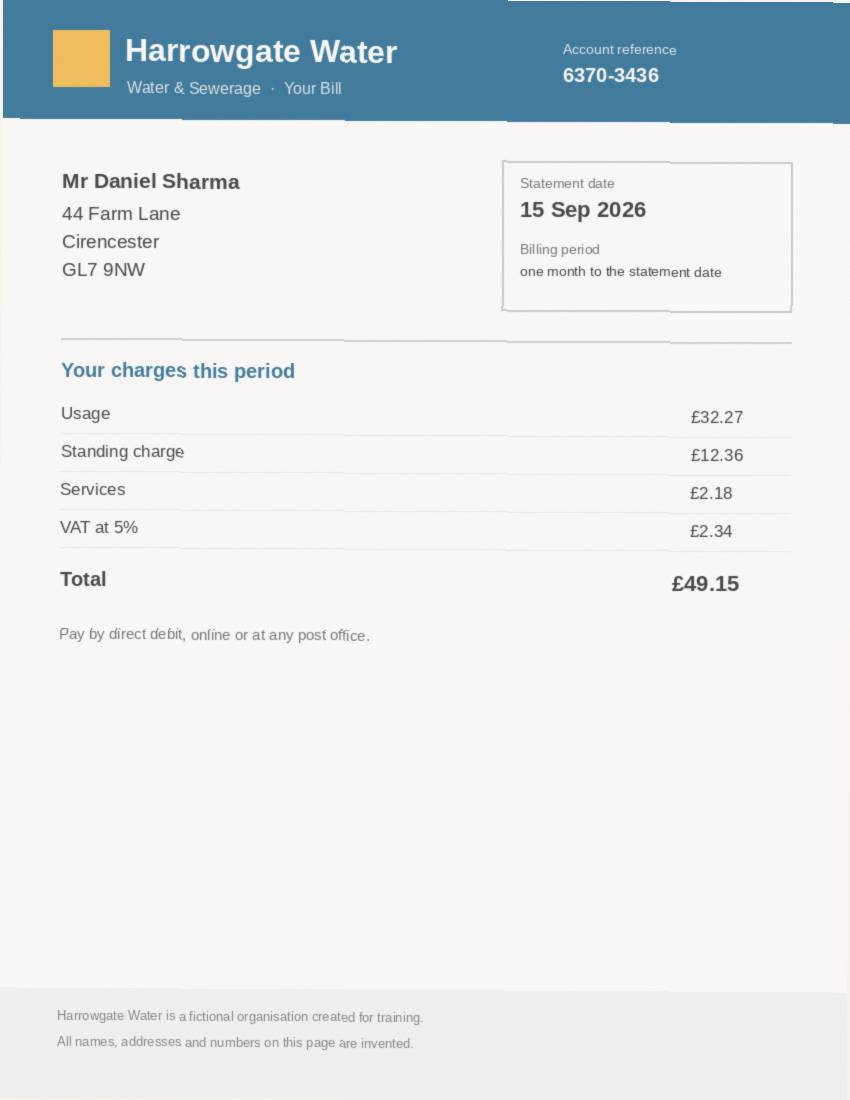 Harrowgate Water
Water & Sewerage · Your Bill
Account reference
6370-3436
Mr Daniel Sharma
44 Farm Lane
Cirencester
GL7 9NW
Statement date
15 Sep 2026
Billing period
one month to the statement date
Your charges this period
Usage £32.27
Standing charge £12.36
Services £2.18
VAT at 5% £2.34
Total £49.15
Pay by direct debit, online or at any post office.
Harrowgate Water is a fictional organisation created for training.
All names, addresses and numbers on this page are invented.